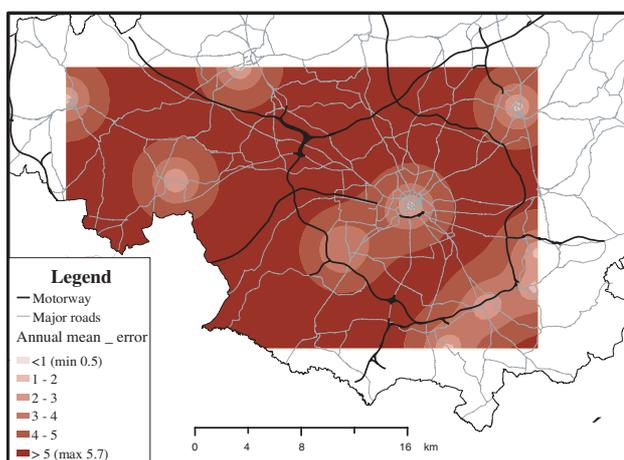 Legend
Motorway
Major roads
Annual mean _ error
<1 (min 0.5)
1 - 2
2 - 3
3 - 4
4 - 5
> 5 (max 5.7)
0 4 8 16 km